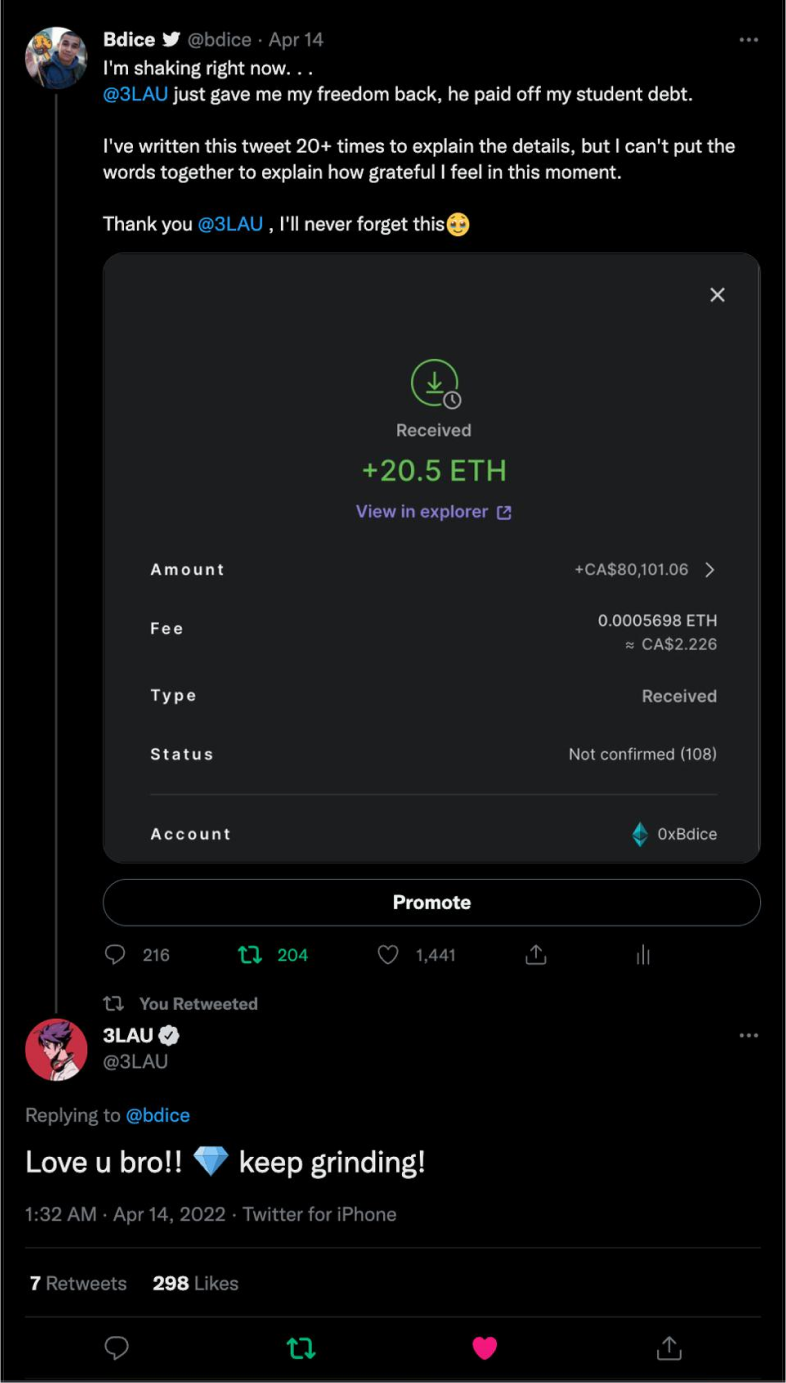 Bdice @bdice · Apr 14
I'm shaking right now. . .
@3LAU just gave me my freedom back, he paid off my student debt.
I've written this tweet 20+ times to explain the details, but I can't put the
words together to explain how grateful I feel in this moment.
Thank you @3LAU , I'll never forget this🥹
Received
+20.5 ETH
View in explorer
Amount +CA$80,101.06
Fee 0.0005698 ETH
≈ CA$2.226
Type Received
Status Not confirmed (108)
Account 0xBdice
Promote
216 204 1,441
You Retweeted
3LAU
@3LAU
Replying to @bdice
Love u bro!! 💎 keep grinding!
1:32 AM · Apr 14, 2022 · Twitter for iPhone
7 Retweets 298 Likes